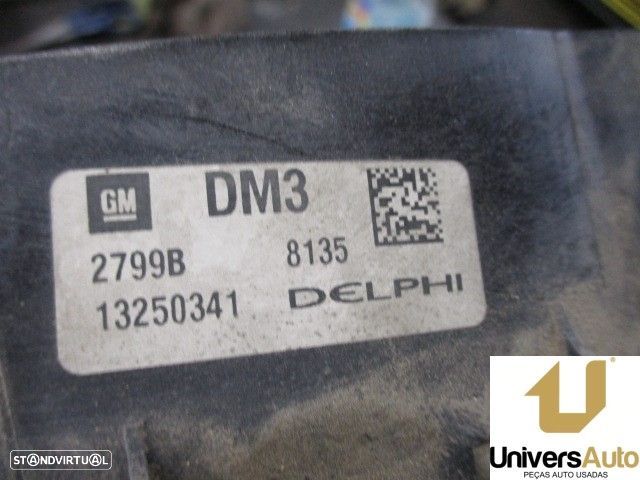 GM DM3
2799B 8135
13250341 DELPHI
UniversAuto
PEÇAS AUTO USADAS
STANDVIRTUAL